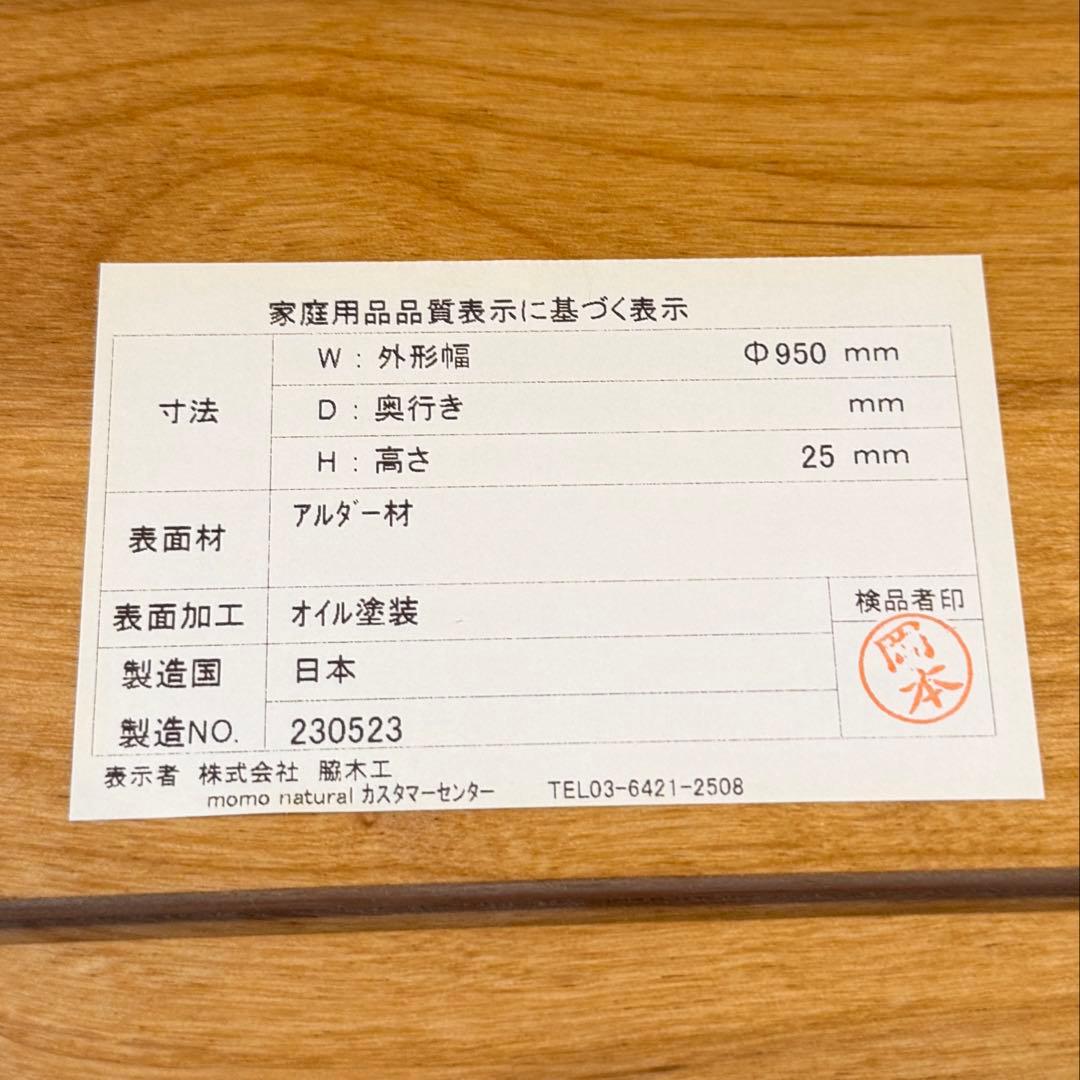 家庭用品品質表示に基づく表示
寸法
W：外形幅 Φ950 mm
D：奥行き mm
H：高さ 25 mm
表面材 アルダー材
表面加工 オイル塗装
検品者印
岡本
製造国 日本
製造NO. 230523
表示者 株式会社 脇木工
momo natural カスタマーセンター TEL03-6421-2508